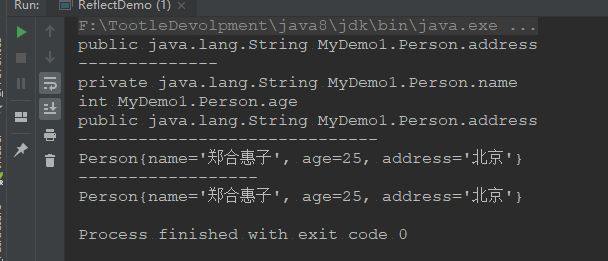 Run: ReflectDemo (1) ×
F:\TootleDevolpment\java8\jdk\bin\java.exe ...
public java.lang.String MyDemo1.Person.address
--------------
private java.lang.String MyDemo1.Person.name
int MyDemo1.Person.age
public java.lang.String MyDemo1.Person.address
------------------------------
Person{name='郑合惠子', age=25, address='北京'}
------------------
Person{name='郑合惠子', age=25, address='北京'}
Process finished with exit code 0